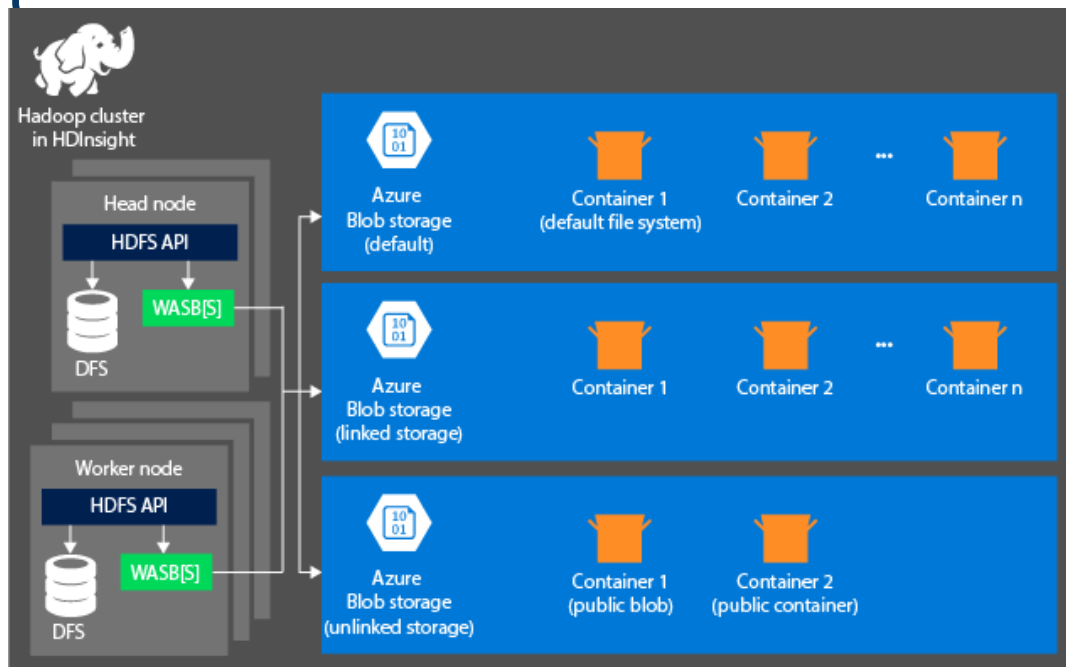 Hadoop cluster
in HDInsight
Head node
HDFS API
WASB[S]
DFS
Worker node
HDFS API
WASB[S]
DFS
10
01
Azure
Blob storage
(default)
Container 1
(default file system)
Container 2
...
Container n
10
01
Azure
Blob storage
(linked storage)
Container 1
Container 2
...
Container n
10
01
Azure
Blob storage
(unlinked storage)
Container 1
(public blob)
Container 2
(public container)